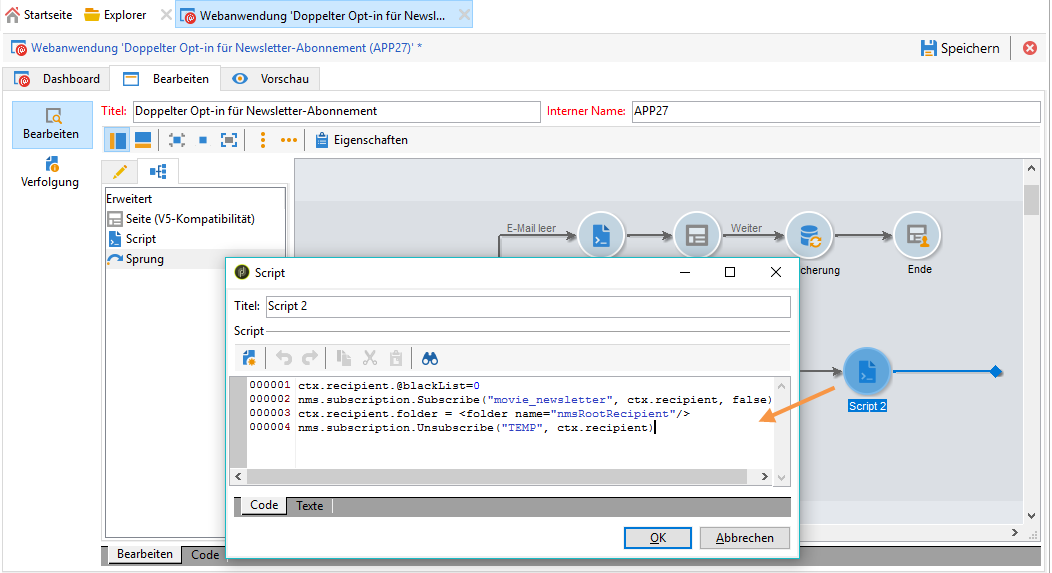 Startseite
Explorer
Webanwendung 'Doppelter Opt-in für Newsl...
Webanwendung 'Doppelter Opt-in für Newsletter-Abonnement (APP27)' *
Speichern
Dashboard
Bearbeiten
Vorschau
Bearbeiten
Verfolgung
Titel: Doppelter Opt-in für Newsletter-Abonnement
Interner Name: APP27
Eigenschaften
Erweitert
Seite (V5-Kompatibilität)
Script
Sprung
E-Mail leer
Weiter
cherung
Ende
Script 2
Script
Titel: Script 2
Script
000001 ctx.recipient.@blackList=0
000002 nms.subscription.Subscribe("movie_newsletter", ctx.recipient, false)
000003 ctx.recipient.folder = <folder name="nmsRootRecipient"/>
000004 nms.subscription.Unsubscribe("TEMP", ctx.recipient)
Code
Texte
OK
Abbrechen
Bearbeiten
Code